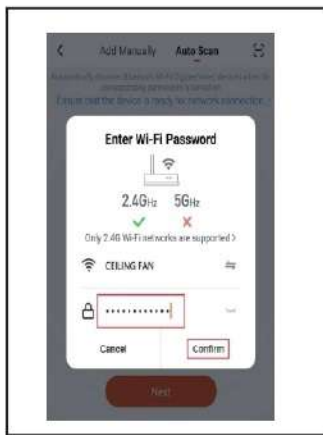 Add Manually Auto Scan
Enter Wi-Fi Password
2.4GHz 5GHz
Only 2.4G Wi-Fi networks are supported >
CEILING FAN
Cancel Confirm
Next